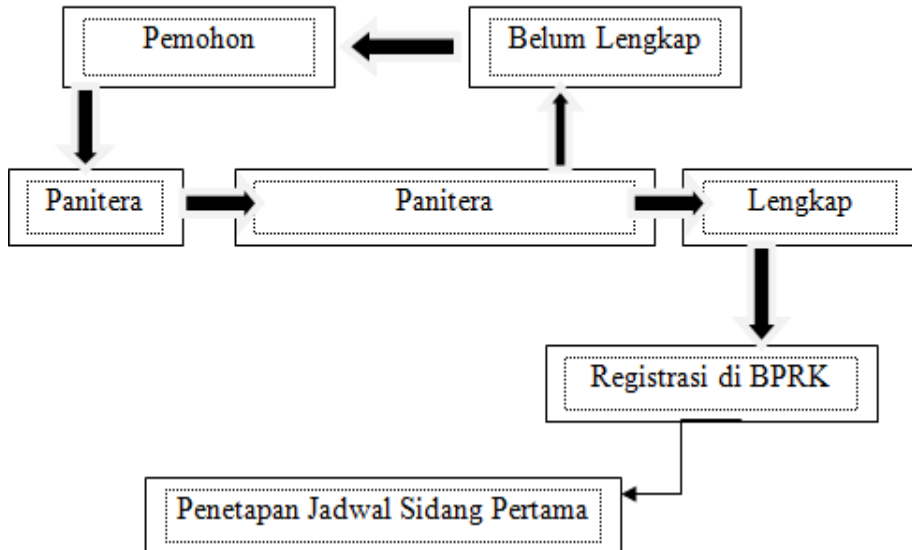 Pemohon
Belum Lengkap
Panitera
Panitera
Lengkap
Registrasi di BPRK
Penetapan Jadwal Sidang Pertama